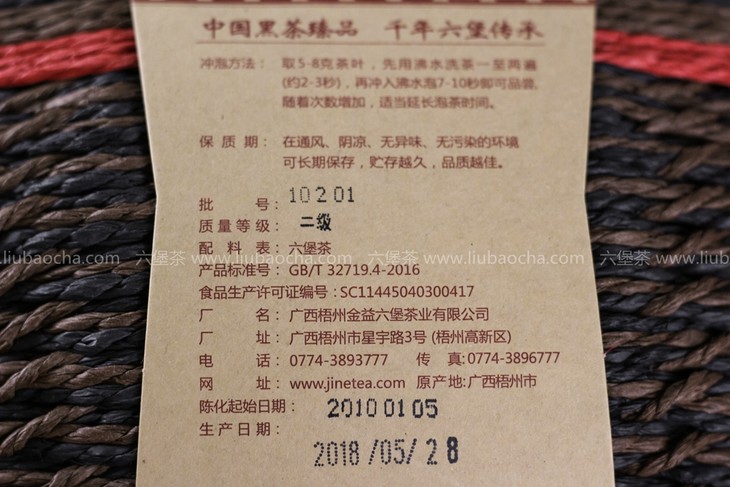 中国黑茶臻品 千年六堡传承
冲泡方法： 取5-8克茶叶，先用沸水洗茶一至两遍
(约2-3秒)，再冲入沸水泡7-10秒即可品尝，
随着次数增加，适当延长泡茶时间。
保质期： 在通风、阴凉、无异味、无污染的环境
可长期保存，贮存越久，品质越佳。
批号： 10201
质量等级： 二级
配料表： 六堡茶
六堡茶 www.liubaocha.com 六堡茶 www.liubaocha.com 六堡茶 www.liubaocha.com 六堡茶 www.liu
产品标准号： GB/T 32719.4-2016
食品生产许可证编号：SC11445040300417
厂名： 广西梧州金益六堡茶业有限公司
厂址： 广西梧州市星宇路3号 (梧州高新区)
电话： 0774-3893777 传真:0774-3896777
网址： www.jinetea.com 原产地:广西梧州市
陈化起始日期： 20100105
生产日期：
2018/05/28